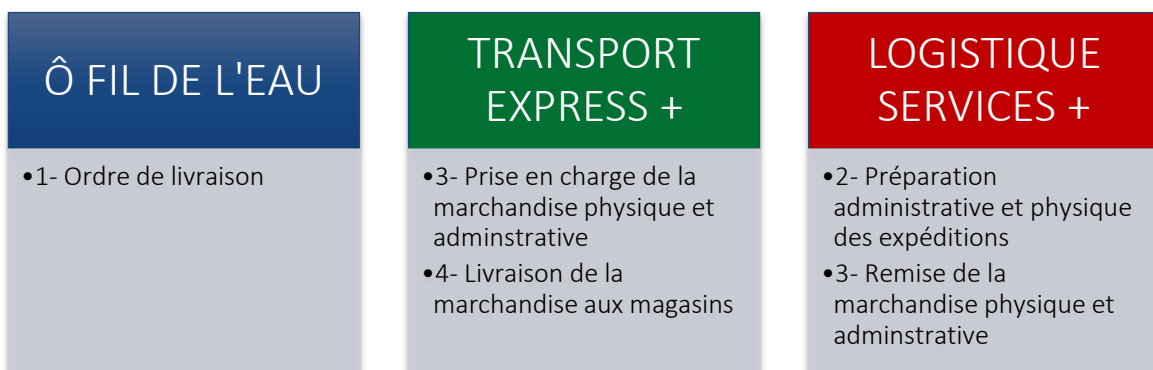 Ô FIL DE L'EAU
•1- Ordre de livraison
TRANSPORT
EXPRESS +
•3- Prise en charge de la
marchandise physique et
adminstrative
•4- Livraison de la
marchandise aux magasins
LOGISTIQUE
SERVICES +
•2- Préparation
administrative et physique
des expéditions
•3- Remise de la
marchandise physique et
adminstrative